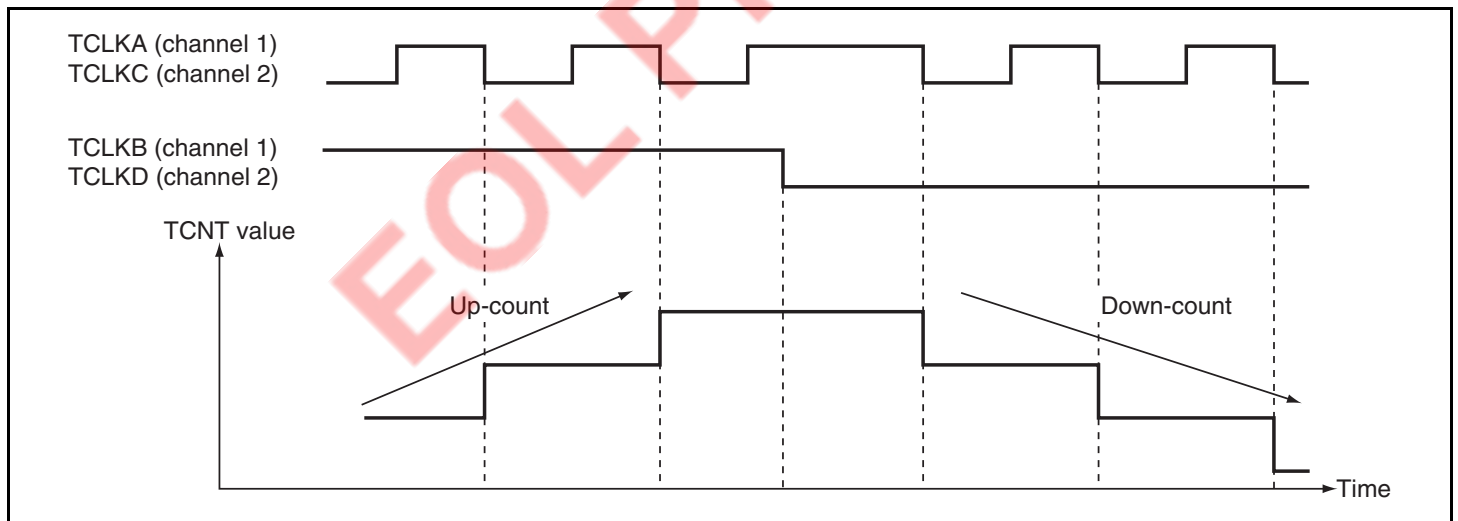 TCLKA (channel 1)
TCLKC (channel 2)
TCLKB (channel 1)
TCLKD (channel 2)
TCNT value
Up-count
Down-count
Time
EOL